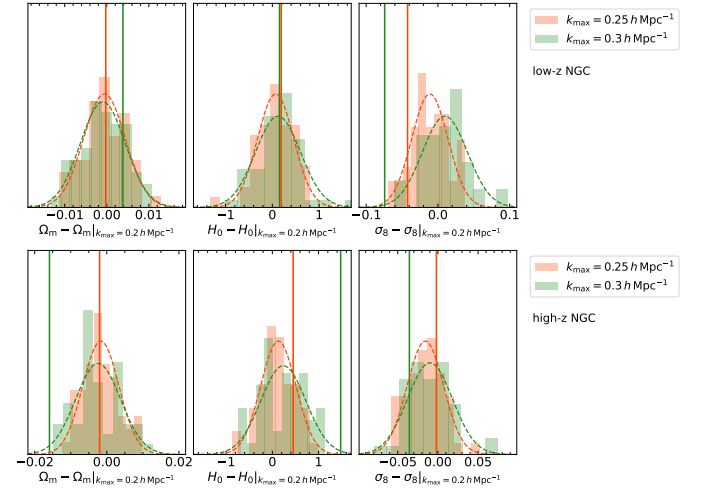 k_max = 0.25 h Mpc⁻¹
k_max = 0.3 h Mpc⁻¹
low-z NGC
−0.01 0.00 0.01
−1 0 1
−0.1 0.0 0.1
Ω_m − Ω_m|_{k_max = 0.2 h Mpc⁻¹}
H_0 − H_0|_{k_max = 0.2 h Mpc⁻¹}
σ_8 − σ_8|_{k_max = 0.2 h Mpc⁻¹}
k_max = 0.25 h Mpc⁻¹
k_max = 0.3 h Mpc⁻¹
high-z NGC
−0.02 0.00 0.02
−1 0 1
−0.05 0.00 0.05
Ω_m − Ω_m|_{k_max = 0.2 h Mpc⁻¹}
H_0 − H_0|_{k_max = 0.2 h Mpc⁻¹}
σ_8 − σ_8|_{k_max = 0.2 h Mpc⁻¹}